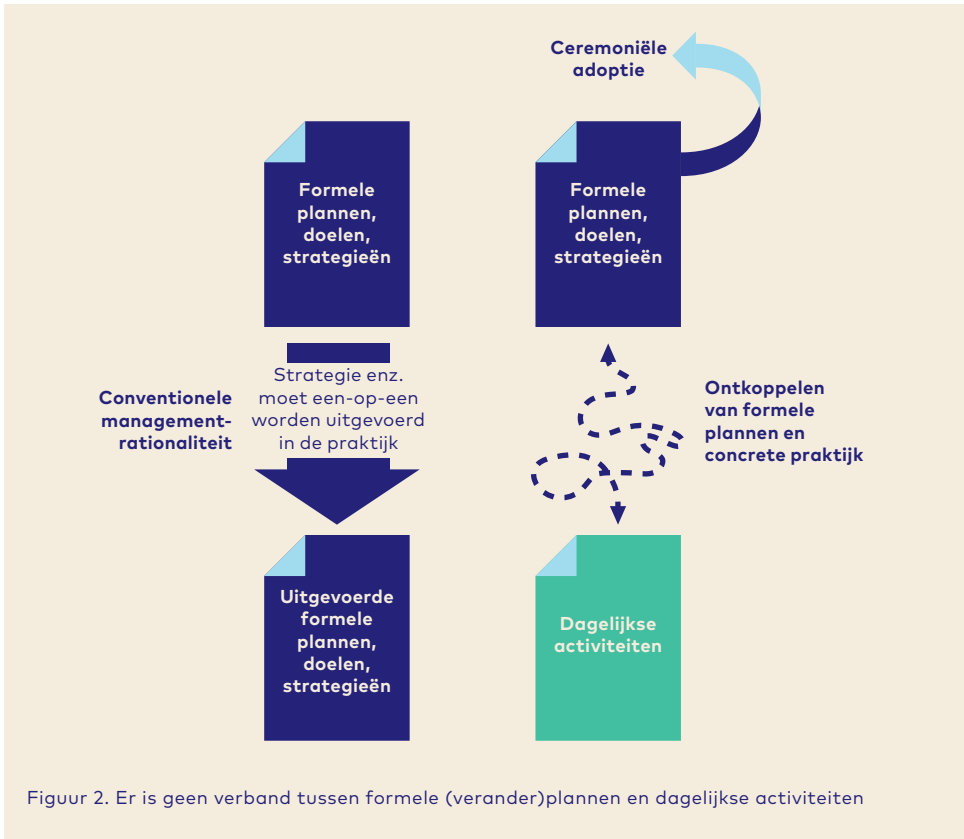 Ceremoniële
adoptie
Formele
plannen,
doelen,
strategieën
Formele
plannen,
doelen,
strategieën
Conventionele
management-
rationaliteit
Strategie enz.
moet een-op-een
worden uitgevoerd
in de praktijk
Ontkoppelen
van formele
plannen en
concrete praktijk
Uitgevoerde
formele
plannen,
doelen,
strategieën
Dagelijkse
activiteiten
Figuur 2. Er is geen verband tussen formele (verander)plannen en dagelijkse activiteiten